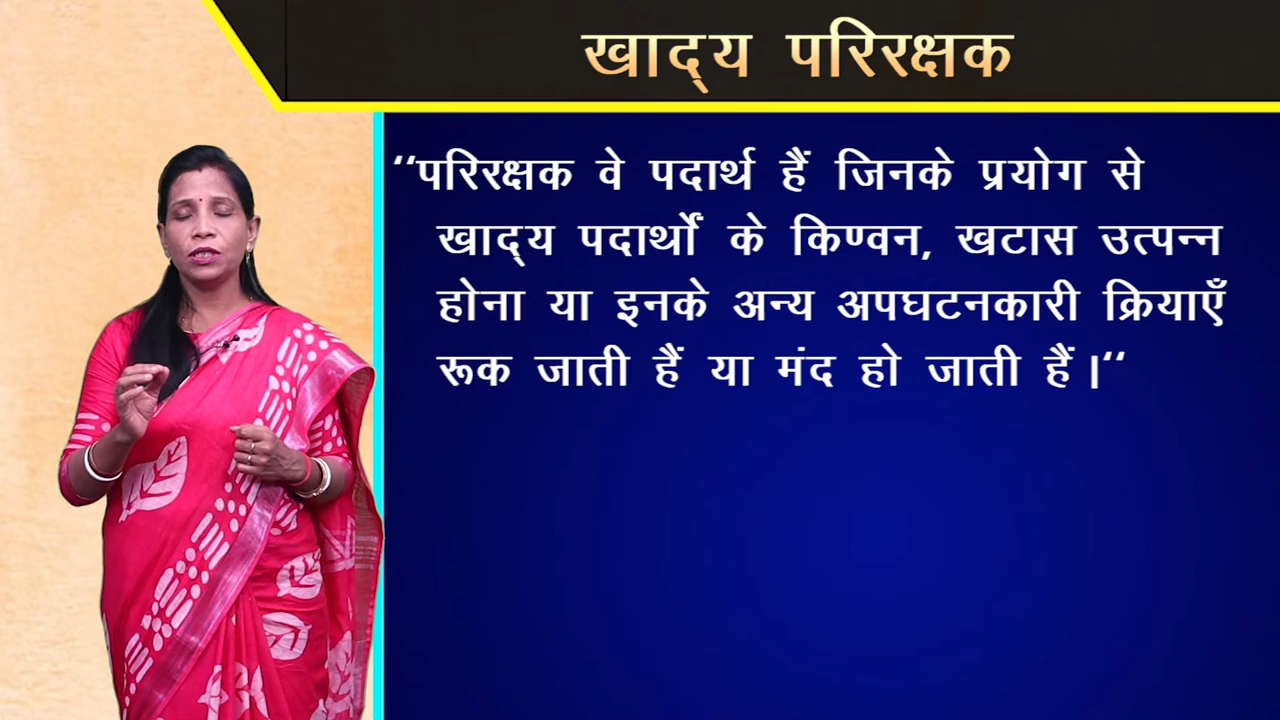 खाद्य परिरक्षक
“परिरक्षक वे पदार्थ हैं जिनके प्रयोग से
खाद्य पदार्थों के किण्वन, खटास उत्पन्न
होना या इनके अन्य अपघटनकारी क्रियाएँ
रूक जाती हैं या मंद हो जाती हैं।“